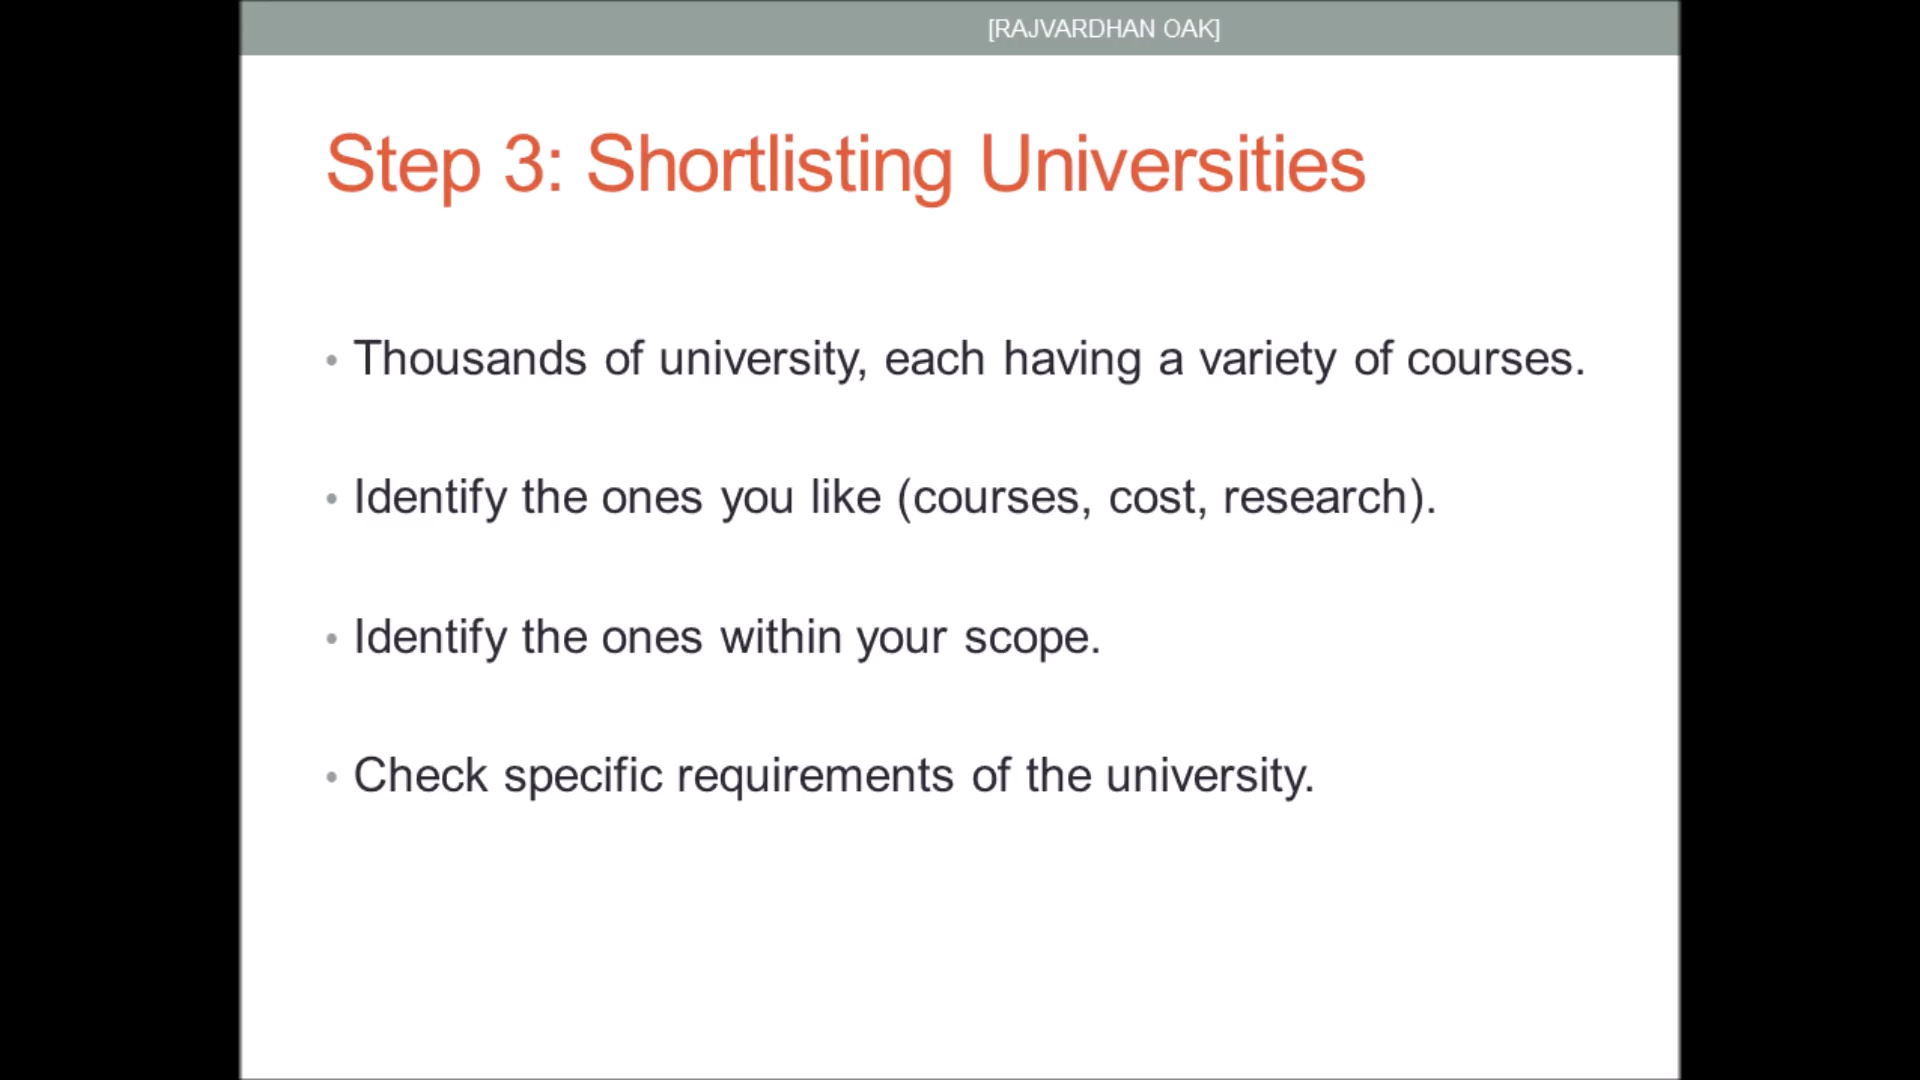 [RAJVARDHAN OAK]
Step 3: Shortlisting Universities
• Thousands of university, each having a variety of courses.
• Identify the ones you like (courses, cost, research).
• Identify the ones within your scope.
• Check specific requirements of the university.